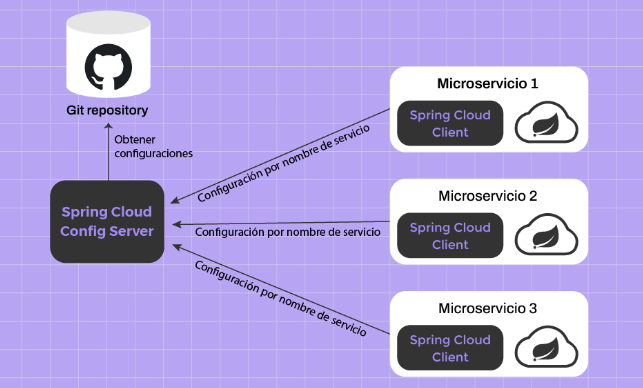 Git repository
Obtener
configuraciones
Spring Cloud
Config Server
Configuración por nombre de servicio
Configuración por nombre de servicio
Configuración por nombre de servicio
Microservicio 1
Spring Cloud
Client
Microservicio 2
Spring Cloud
Client
Microservicio 3
Spring Cloud
Client